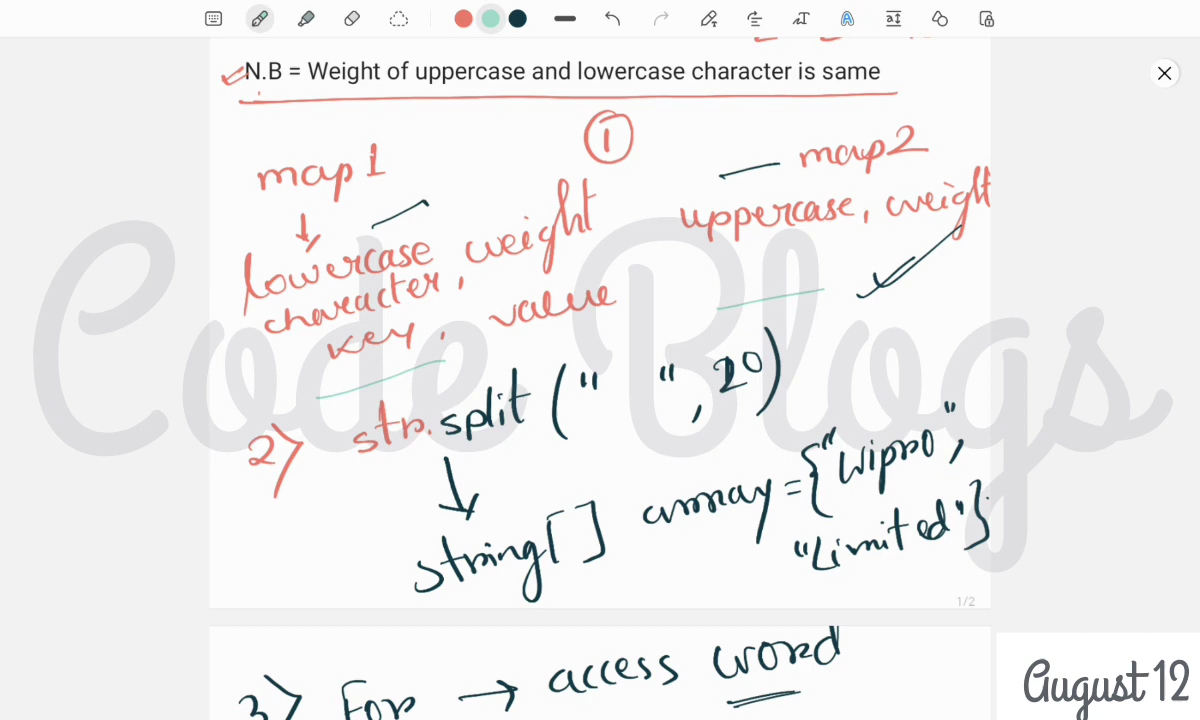 N.B = Weight of uppercase and lowercase character is same
1
map 1
map2
lowercase character, weight
uppercase, weight
key, value
2) str.split (" ", 20)
string[] array = {"Wipro",
"Limited"}
1/2
3) For → access word
Code Blogs
August 12